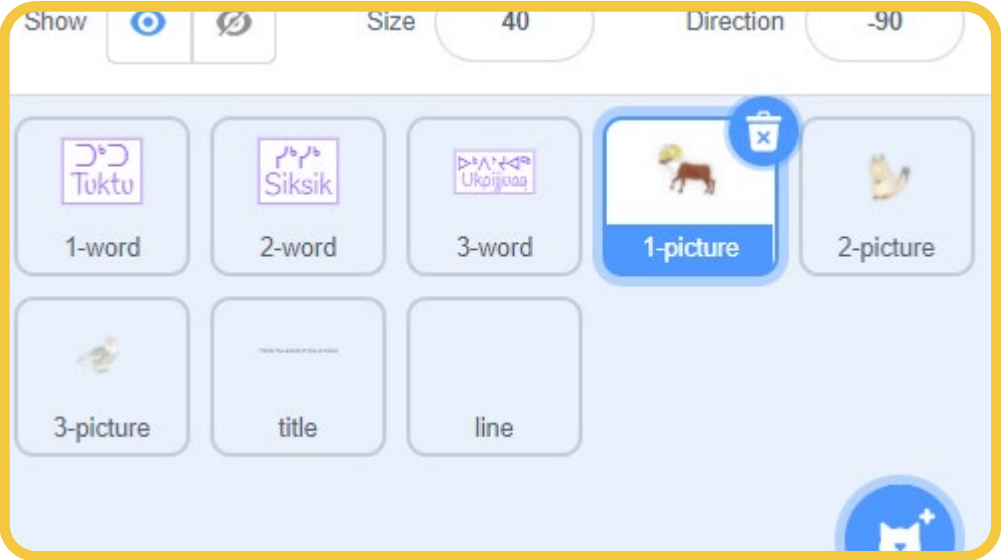 Show
Size 40
Direction -90
ᑐᒃᑐ
Tuktu
1-word
ᓯᒃᓯᒃ
Siksik
2-word
ᐅᒃᐱᔾᔪᐊᖅ
Ukpijjuaq
3-word
1-picture
2-picture
3-picture
title
line